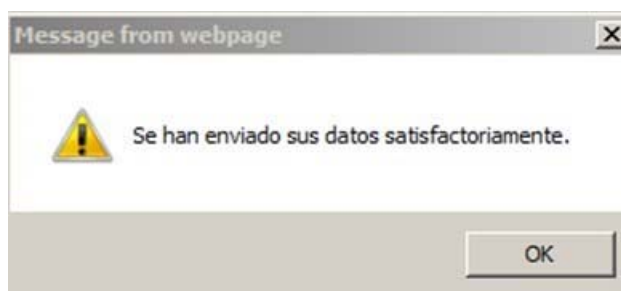 Message from webpage
Se han enviado sus datos satisfactoriamente.
OK